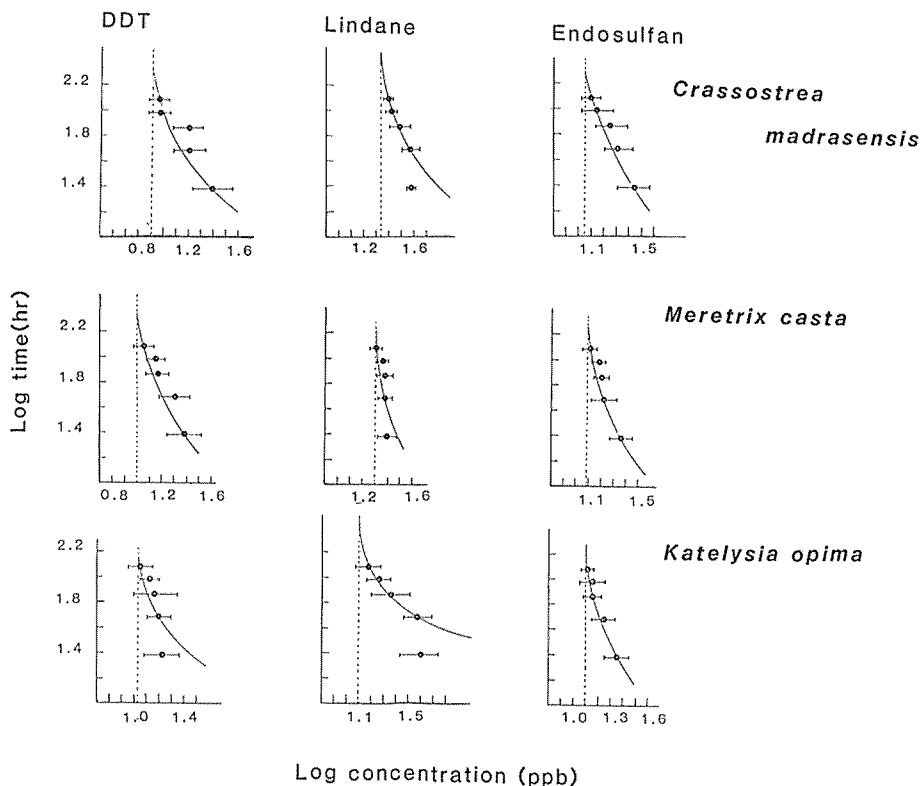 DDT
Lindane
Endosulfan
Crassostrea
madrasensis
2.2
1.8
1.4
0.8 1.2 1.6
1.2 1.6
1.1 1.5
Log time(hr)
Meretrix casta
2.2
1.8
1.4
0.8 1.2 1.6
1.2 1.6
1.1 1.5
Katelysia opima
2.2
1.8
1.4
1.0 1.4
1.1 1.5
1.0 1.3 1.6
Log concentration (ppb)